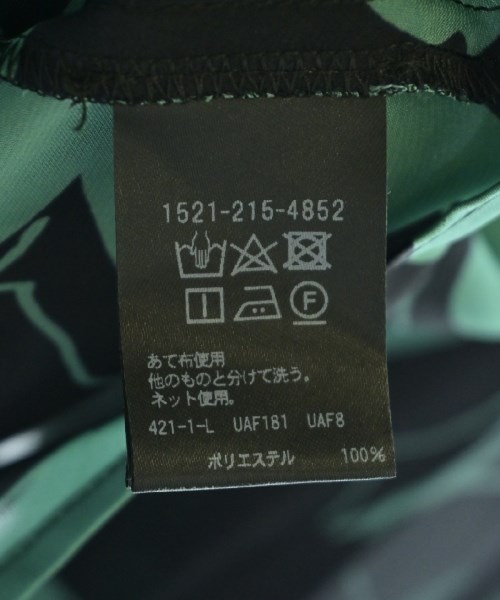 1521-215-4852
F
あて布使用
他のものと分けて洗う。
ネット使用。
421-1-L UAF181 UAF8
ポリエステル 100%